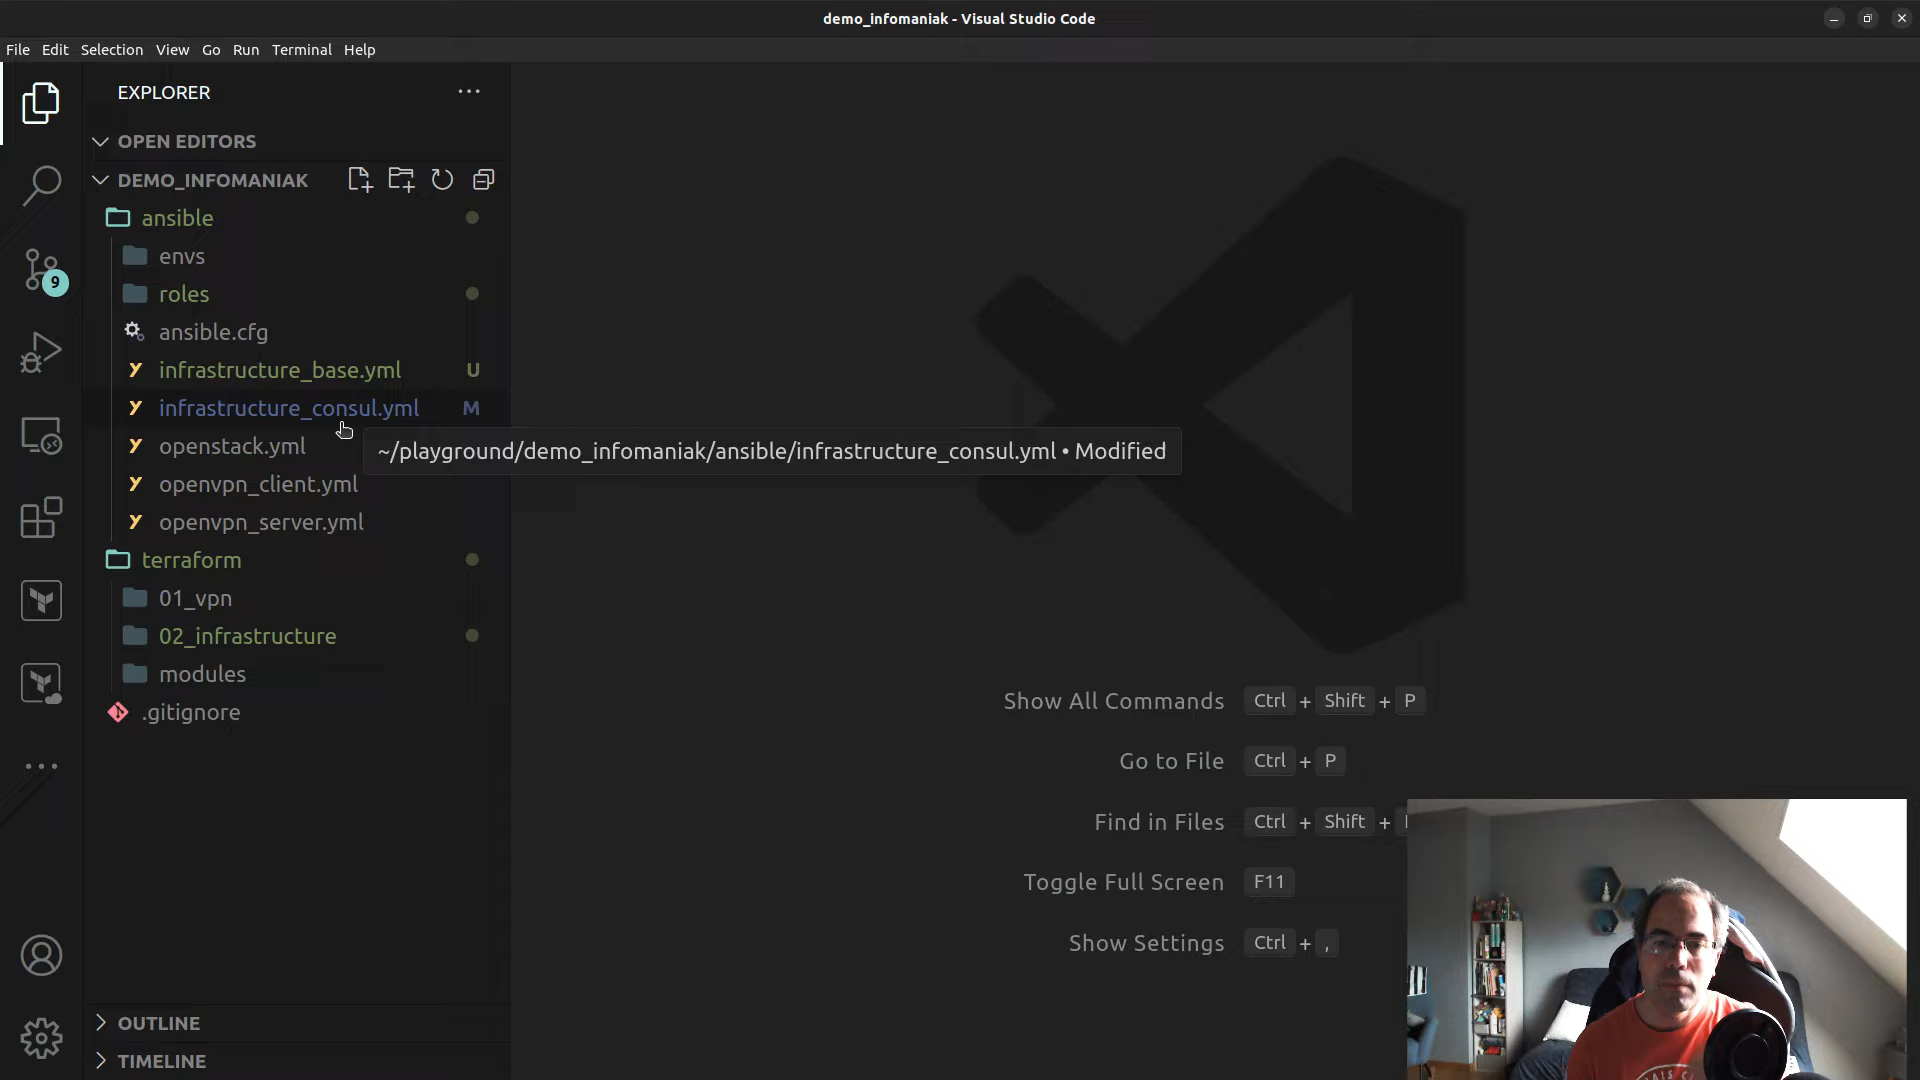 demo_infomaniak - Visual Studio Code
File Edit Selection View Go Run Terminal Help
EXPLORER
OPEN EDITORS
DEMO_INFOMANIAK
ansible
envs
roles
ansible.cfg
infrastructure_base.yml U
infrastructure_consul.yml M
~/playground/demo_infomaniak/ansible/infrastructure_consul.yml • Modified
openstack.yml
openvpn_client.yml
openvpn_server.yml
terraform
01_vpn
02_infrastructure
modules
.gitignore
9
Show All Commands Ctrl + Shift + P
Go to File Ctrl + P
Find in Files Ctrl + Shift +
Toggle Full Screen F11
Show Settings Ctrl + ,
OUTLINE
TIMELINE